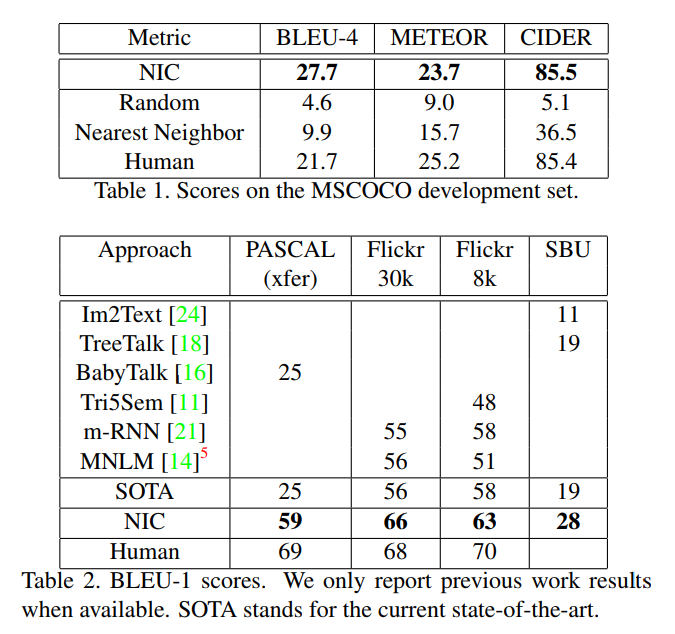 Metric BLEU-4 METEOR CIDER
NIC 27.7 23.7 85.5
Random 4.6 9.0 5.1
Nearest Neighbor 9.9 15.7 36.5
Human 21.7 25.2 85.4
Table 1. Scores on the MSCOCO development set.
Approach PASCAL Flickr Flickr SBU
(xfer) 30k 8k
Im2Text [24] 11
TreeTalk [18] 19
BabyTalk [16] 25
Tri5Sem [11] 48
m-RNN [21] 55 58
MNLM [14]5 56 51
SOTA 25 56 58 19
NIC 59 66 63 28
Human 69 68 70
Table 2. BLEU-1 scores. We only report previous work results
when available. SOTA stands for the current state-of-the-art.